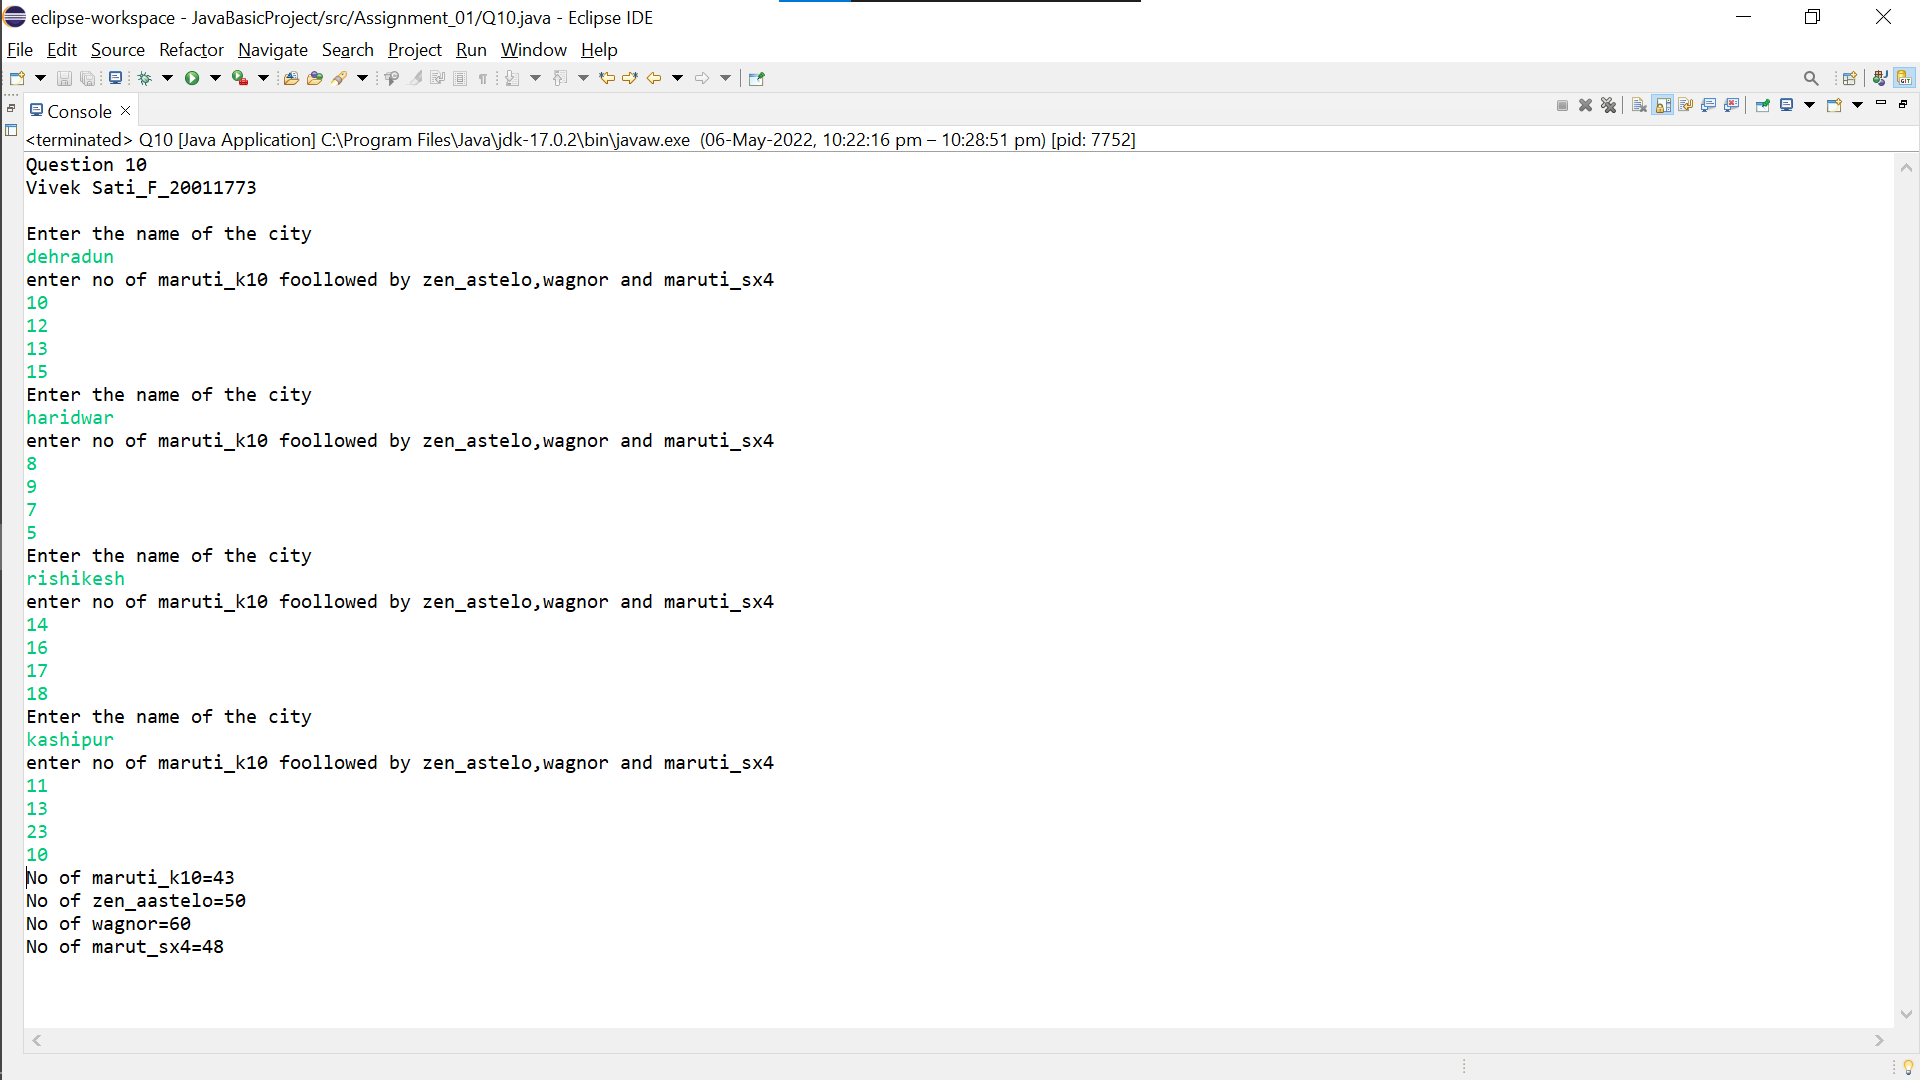 eclipse-workspace - JavaBasicProject/src/Assignment_01/Q10.java - Eclipse IDE
File Edit Source Refactor Navigate Search Project Run Window Help
Console
<terminated> Q10 [Java Application] C:\Program Files\Java\jdk-17.0.2\bin\javaw.exe (06-May-2022, 10:22:16 pm – 10:28:51 pm) [pid: 7752]
Question 10
Vivek Sati_F_20011773
Enter the name of the city
dehradun
enter no of maruti_k10 foollowed by zen_astelo,wagnor and maruti_sx4
10
12
13
15
Enter the name of the city
haridwar
enter no of maruti_k10 foollowed by zen_astelo,wagnor and maruti_sx4
8
9
7
5
Enter the name of the city
rishikesh
enter no of maruti_k10 foollowed by zen_astelo,wagnor and maruti_sx4
14
16
17
18
Enter the name of the city
kashipur
enter no of maruti_k10 foollowed by zen_astelo,wagnor and maruti_sx4
11
13
23
10
No of maruti_k10=43
No of zen_aastelo=50
No of wagnor=60
No of marut_sx4=48